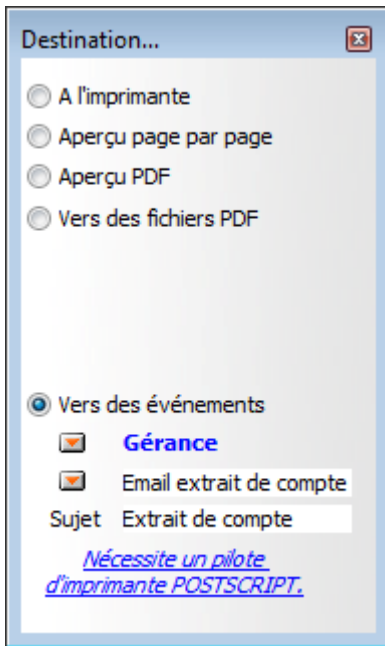 Destination...
A l'imprimante
Aperçu page par page
Aperçu PDF
Vers des fichiers PDF
Vers des événements
Gérance
Email extrait de compte
Sujet Extrait de compte
Nécessite un pilote
d'imprimante POSTSCRIPT.